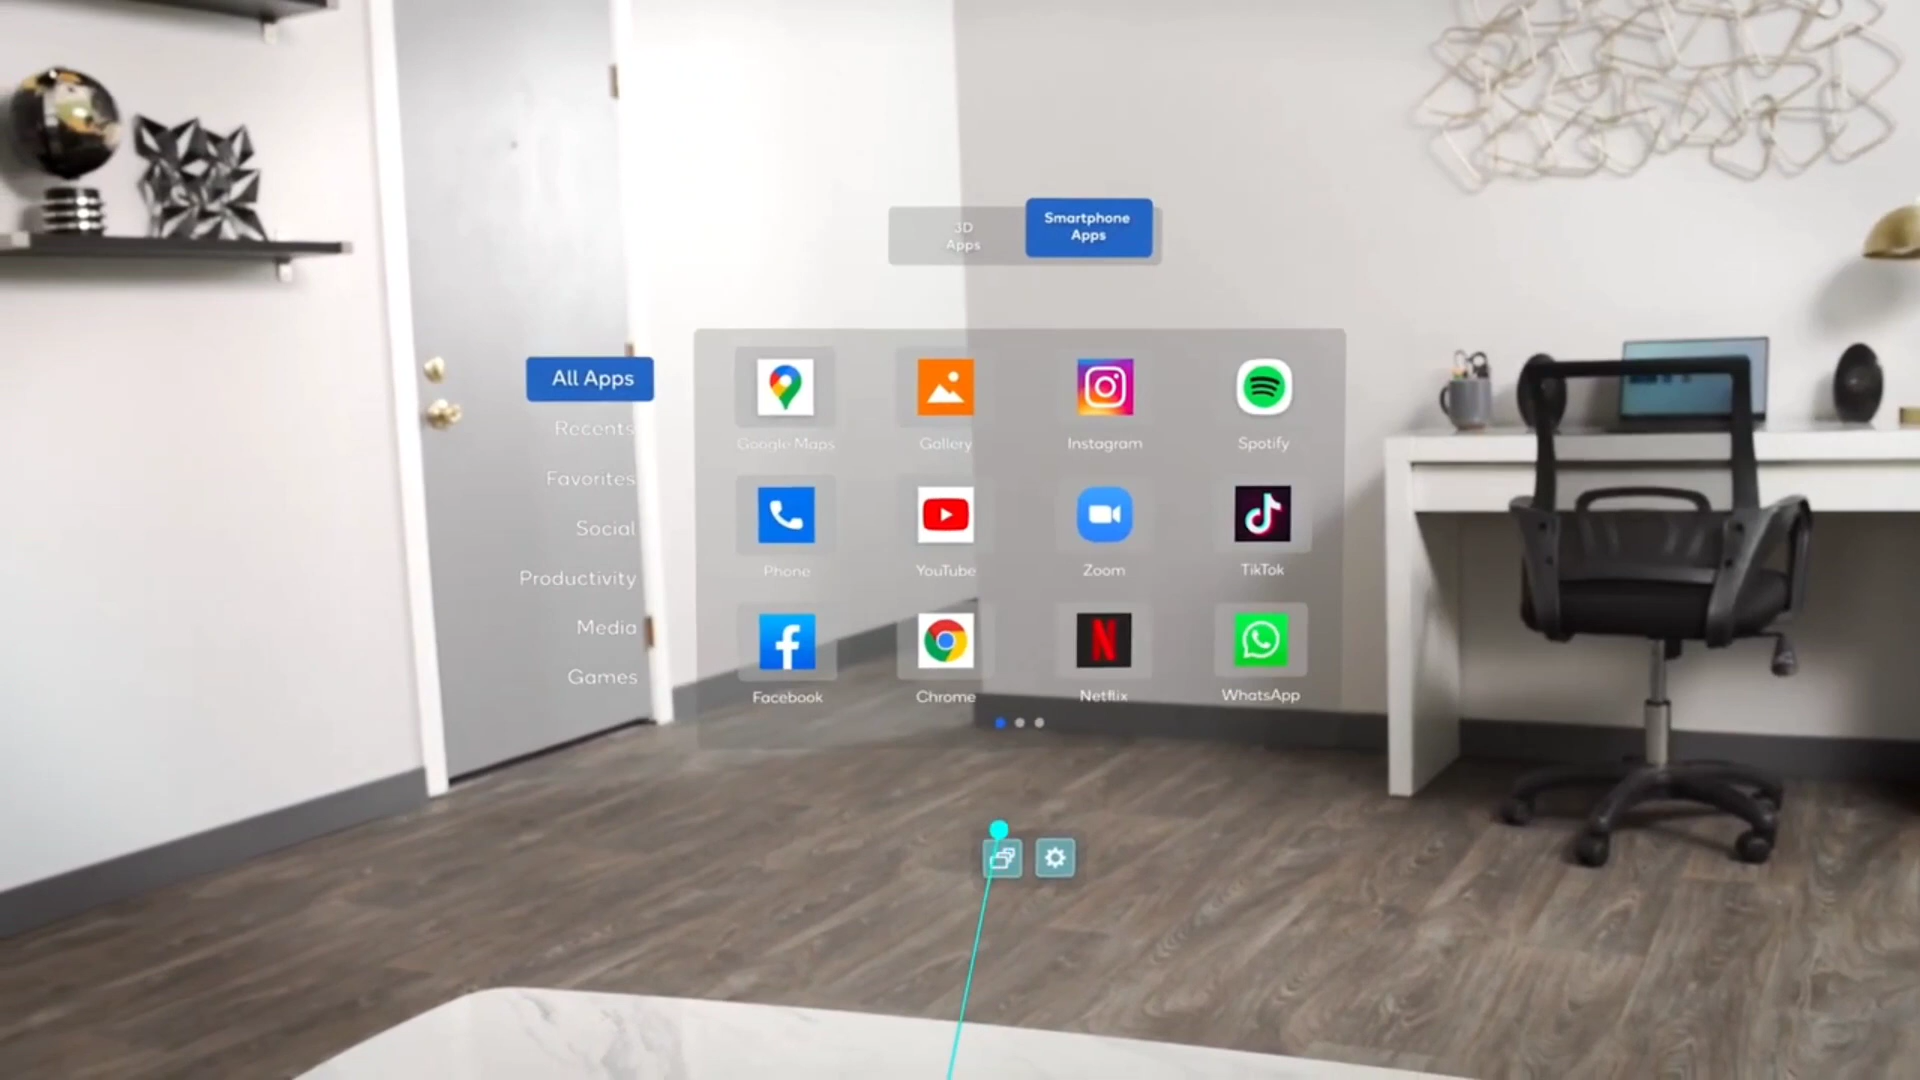 3D
Apps
Smartphone
Apps
All Apps
Recents
Favorites
Social
Productivity
Media
Games
Google Maps
Gallery
Instagram
Spotify
Phone
YouTube
Zoom
TikTok
Facebook
Chrome
Netflix
WhatsApp